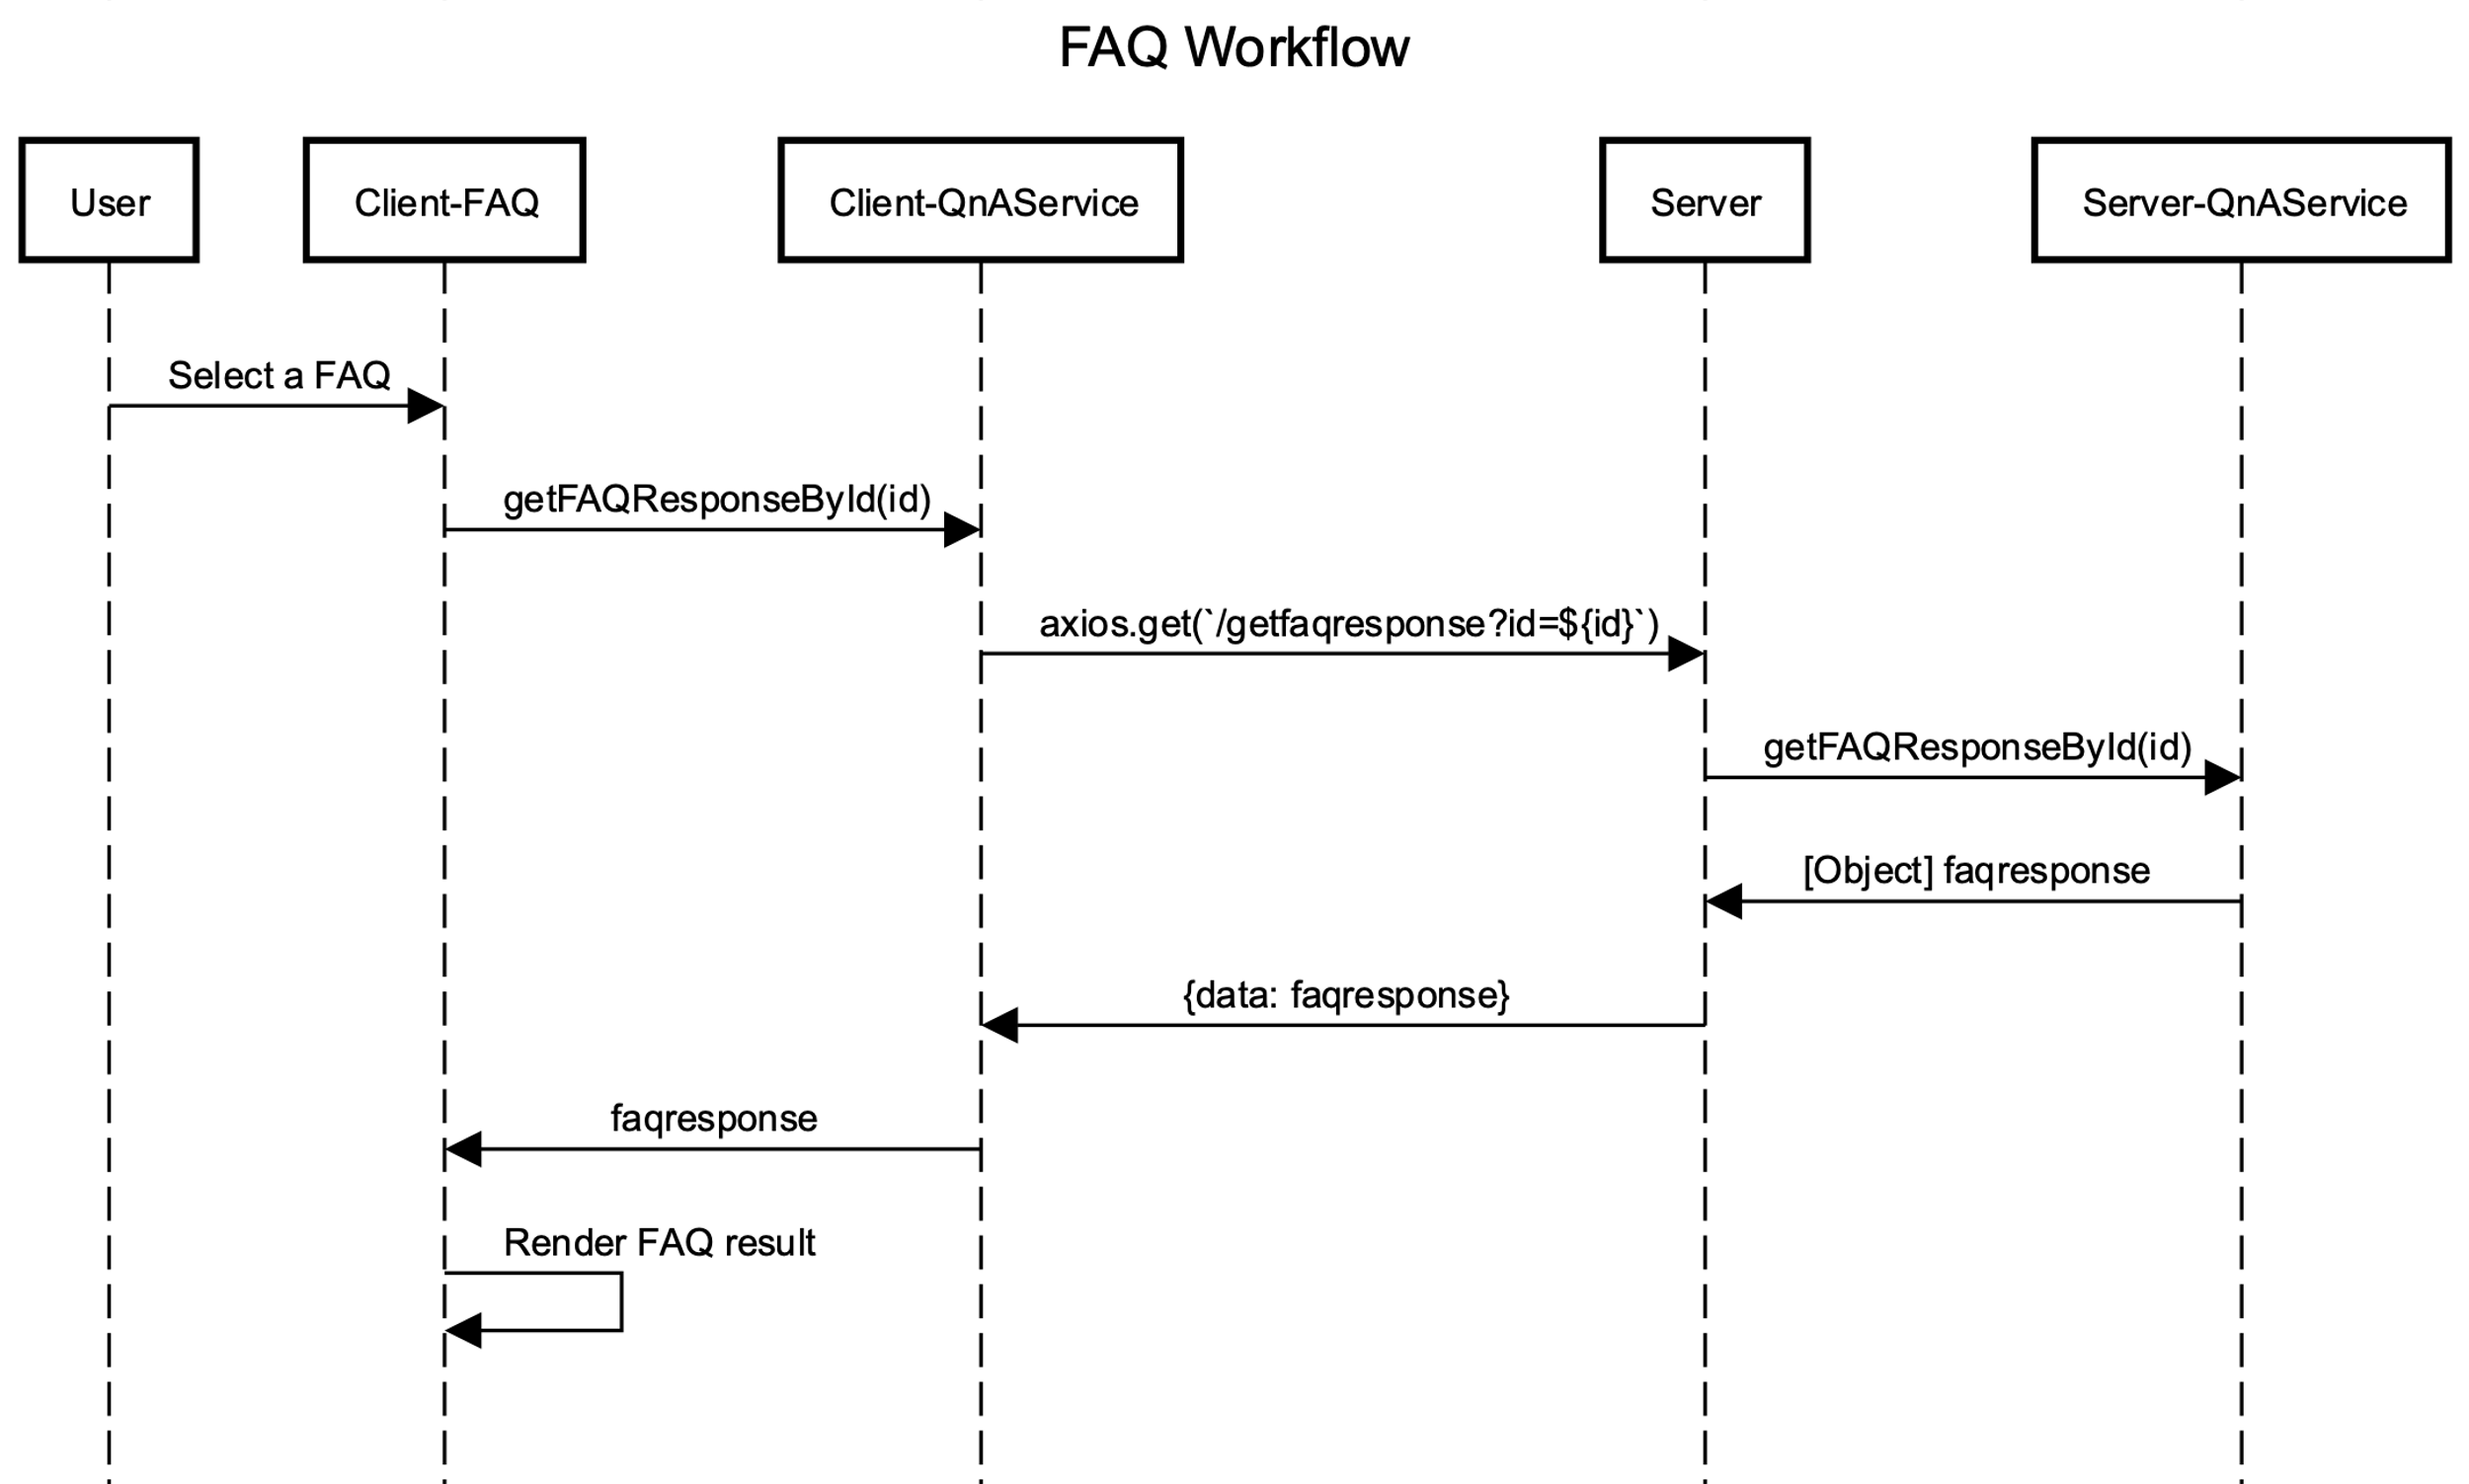 FAQ Workflow
User
Client-FAQ
Client-QnAService
Server
Server-QnAService
Select a FAQ
getFAQResponseById(id)
axios.get(`/getfaqresponse?id=${id}`)
getFAQResponseById(id)
[Object] faqresponse
{data: faqresponse}
faqresponse
Render FAQ result